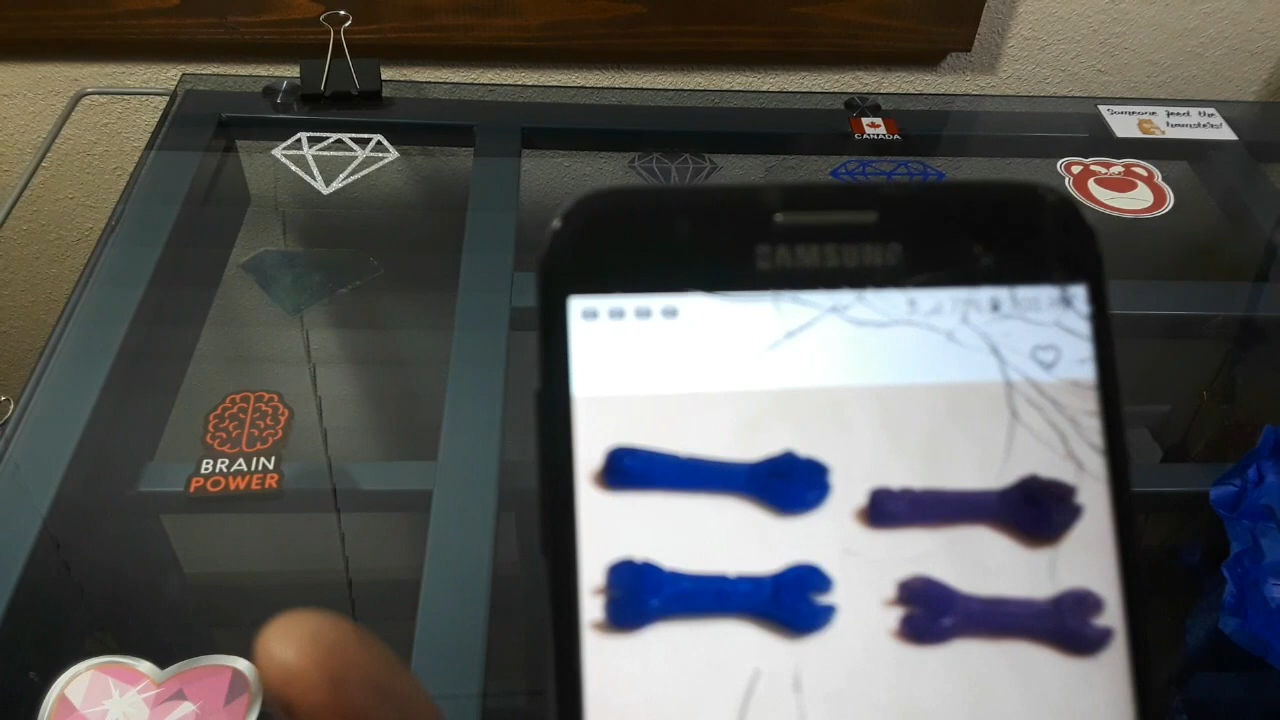 CANADA
Someone feed the
hamsters!
SAMSUNG
BRAIN
POWER